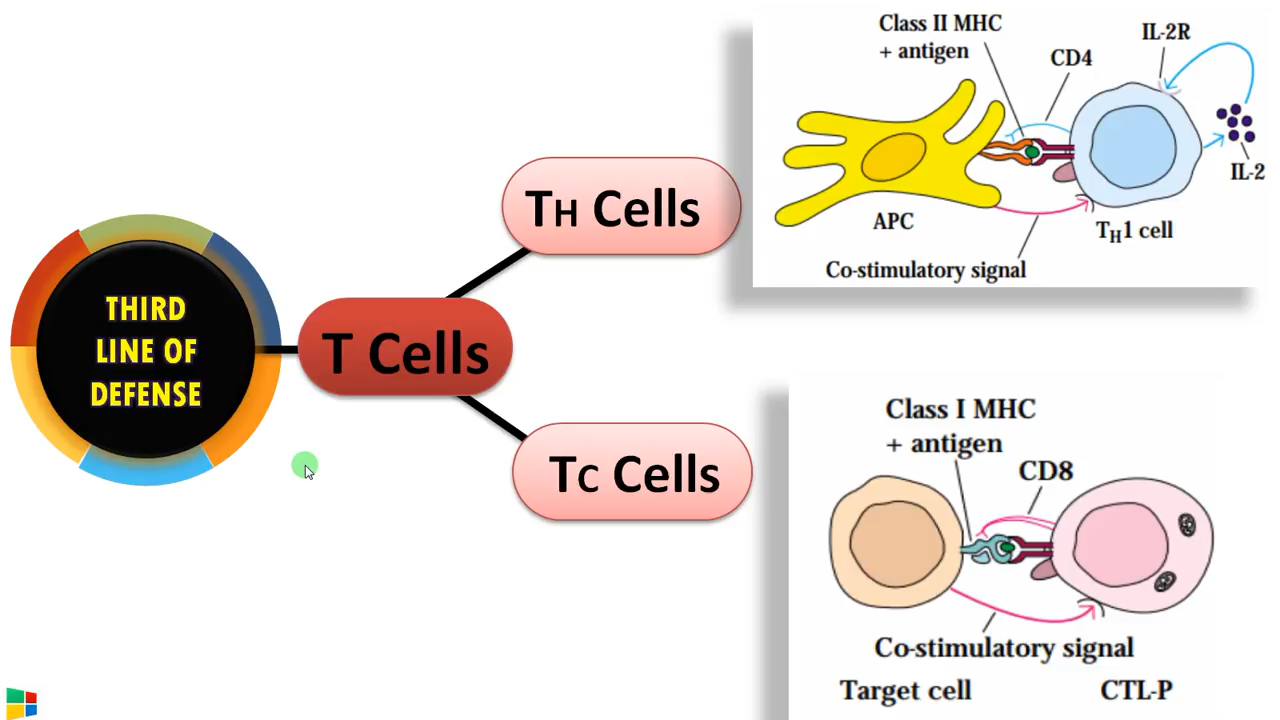 THIRD
LINE OF
DEFENSE
T Cells
TH Cells
TC Cells
Class II MHC
+ antigen
CD4
IL-2R
IL-2
APC
TH1 cell
Co-stimulatory signal
Class I MHC
+ antigen
CD8
Co-stimulatory signal
Target cell
CTL-P